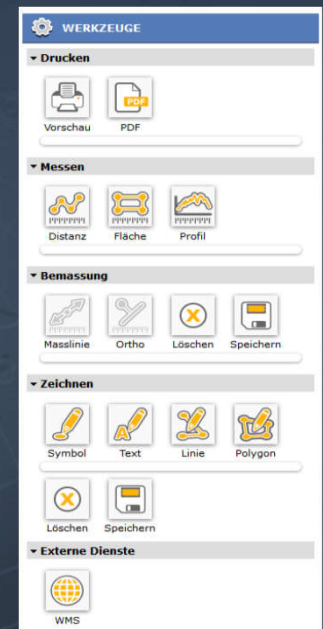 WERKZEUGE
Drucken
Vorschau PDF
Messen
Distanz Fläche Profil
Bemassung
Masslinie Ortho Löschen Speichern
Zeichnen
Symbol Text Linie Polygon
Löschen Speichern
Externe Dienste
WMS